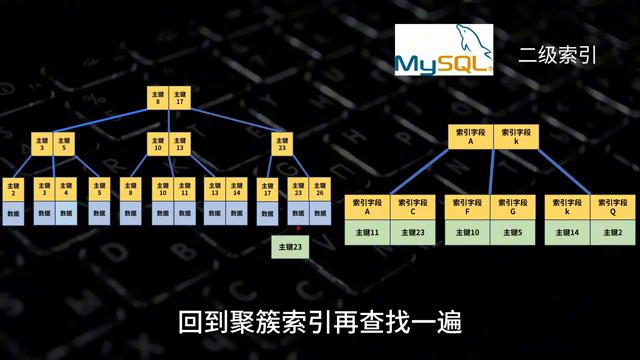 MySQL
二级索引
主键 8 主键 17
主键 3 主键 5 主键 10 主键 13 主键 23
主键 2 主键 3 主键 4 主键 5 主键 8 主键 10 主键 11 主键 13 主键 14 主键 17 主键 23 主键 26
数据 数据 数据 数据 数据 数据 数据 数据 数据 数据 数据 数据
主键23
索引字段 A 索引字段 k
索引字段 A 索引字段 C 索引字段 F 索引字段 G 索引字段 k 索引字段 Q
主键11 主键23 主键10 主键5 主键14 主键2
回到聚簇索引再查找一遍